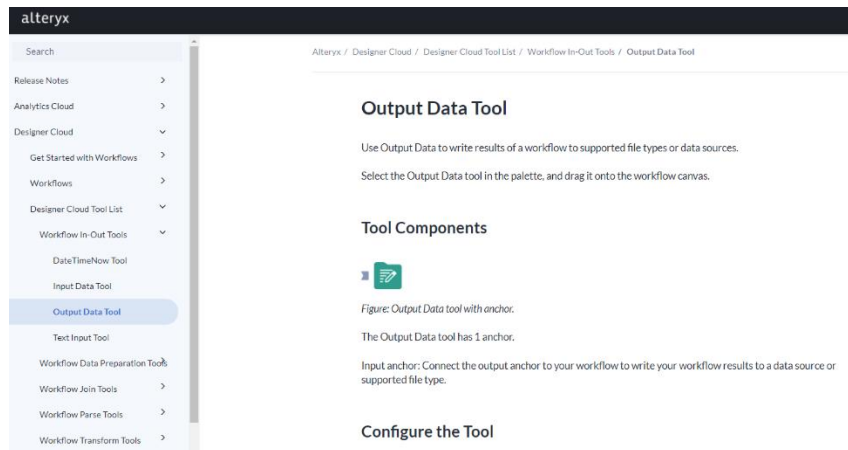 alteryx
Search
Release Notes
Analytics Cloud
Designer Cloud
Get Started with Workflows
Workflows
Designer Cloud Tool List
Workflow In-Out Tools
DateTimeNow Tool
Input Data Tool
Output Data Tool
Text Input Tool
Workflow Data Preparation Tools
Workflow Join Tools
Workflow Parse Tools
Workflow Transform Tools
Alteryx / Designer Cloud / Designer Cloud Tool List / Workflow In-Out Tools / Output Data Tool
Output Data Tool
Use Output Data to write results of a workflow to supported file types or data sources.
Select the Output Data tool in the palette, and drag it onto the workflow canvas.
Tool Components
Figure: Output Data tool with anchor.
The Output Data tool has 1 anchor.
Input anchor: Connect the output anchor to your workflow to write your workflow results to a data source or
supported file type.
Configure the Tool